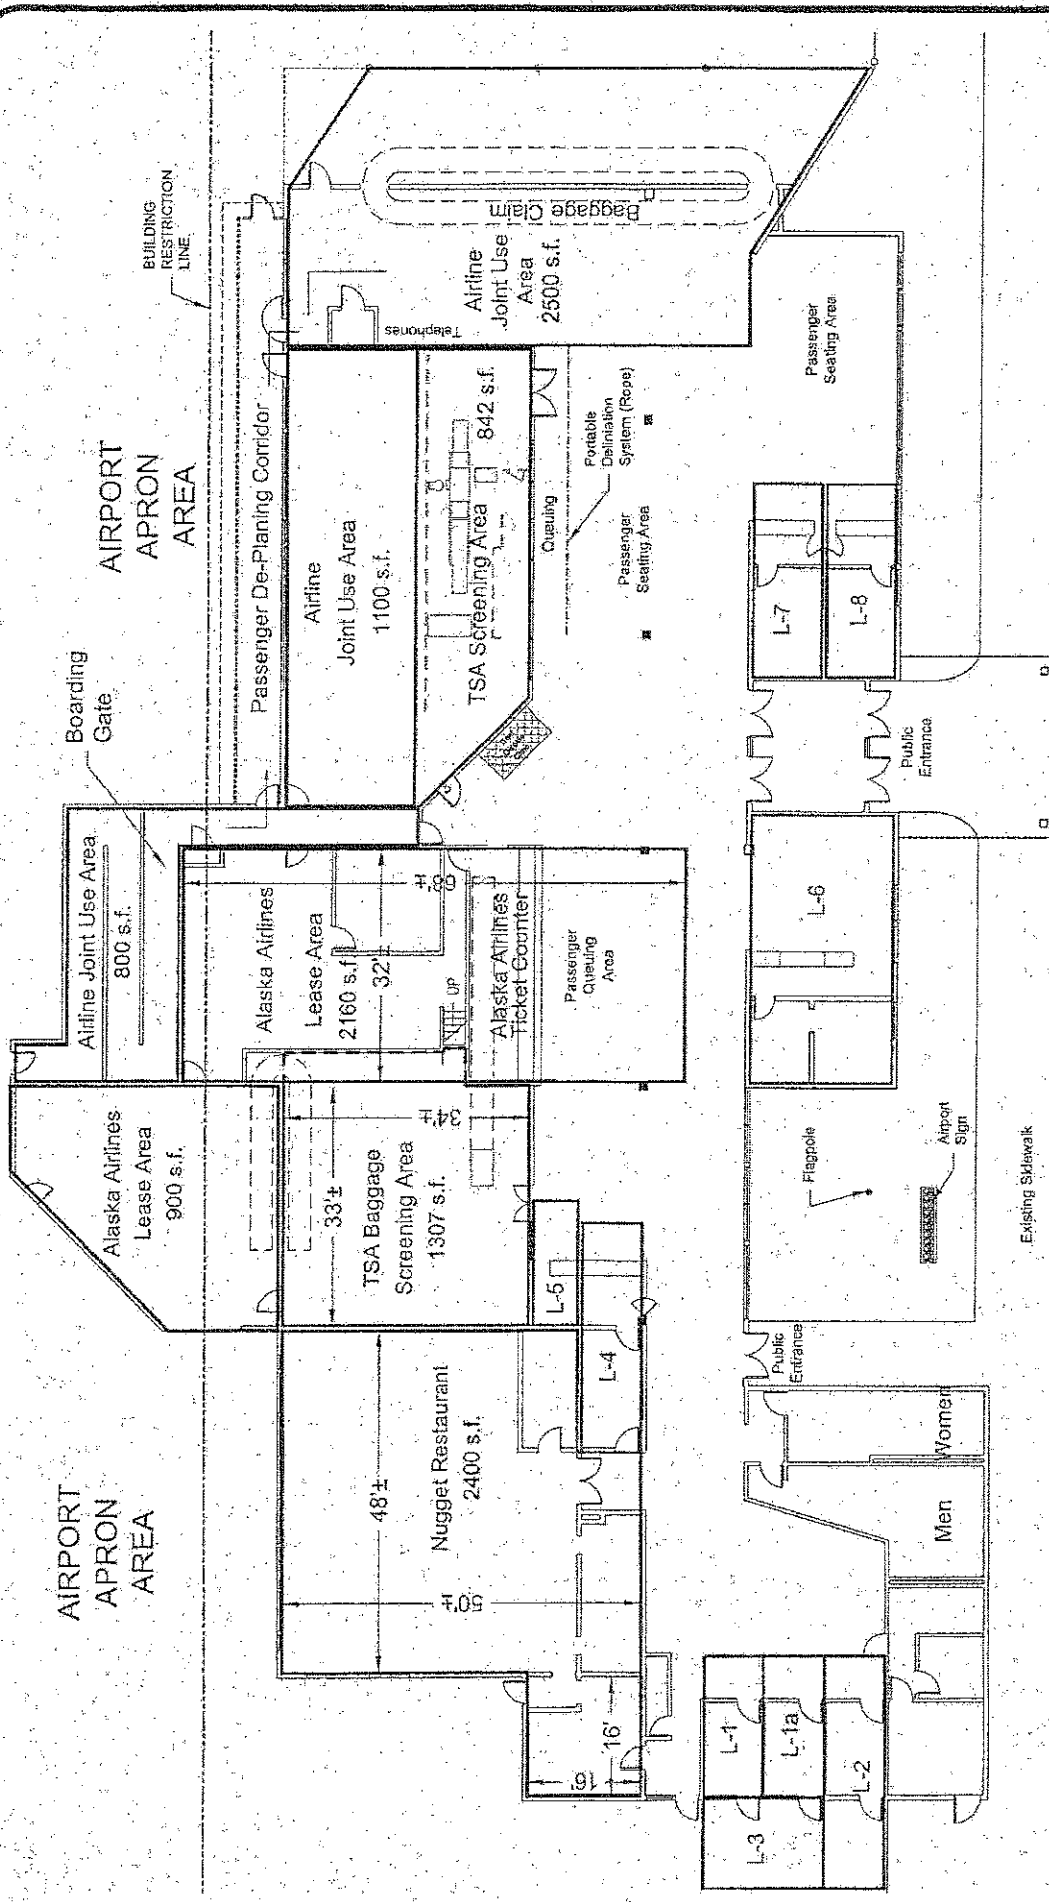 AIRPORT
APRON
AREA
AIRPORT
APRON
AREA
BUILDING
RESTRICTION
LINE
Boarding
Gate
Passenger De-Planing Corridor
Airline Joint Use Area
800 s.f.
Alaska Airlines
Lease Area
900 s.f.
Alaska Airlines
Lease Area
2160 s.f.
32'±
68'±
UP
Alaska Airlines
Ticket Counter
Passenger
Queuing
Area
Airline
Joint Use Area
1100 s.f.
TSA Screening Area
842 s.f.
Telephones
Airline
Joint Use
Area
2500 s.f.
Baggage Claim
Queuing
Portable
Deliniation
System (Rope)
Passenger
Seating Area
Passenger
Seating Area
33'±
34'±
TSA Baggage
Screening Area
1307 s.f.
48'±
50'±
Nugget Restaurant
2400 s.f.
16'
16'
L-5
L-4
L-7
L-8
L-6
Public
Entrance
Flagpole
Airport
Sign
Existing Sidewalk
Public
Entrance
Women
Men
L-1
L-1a
L-2
L-3